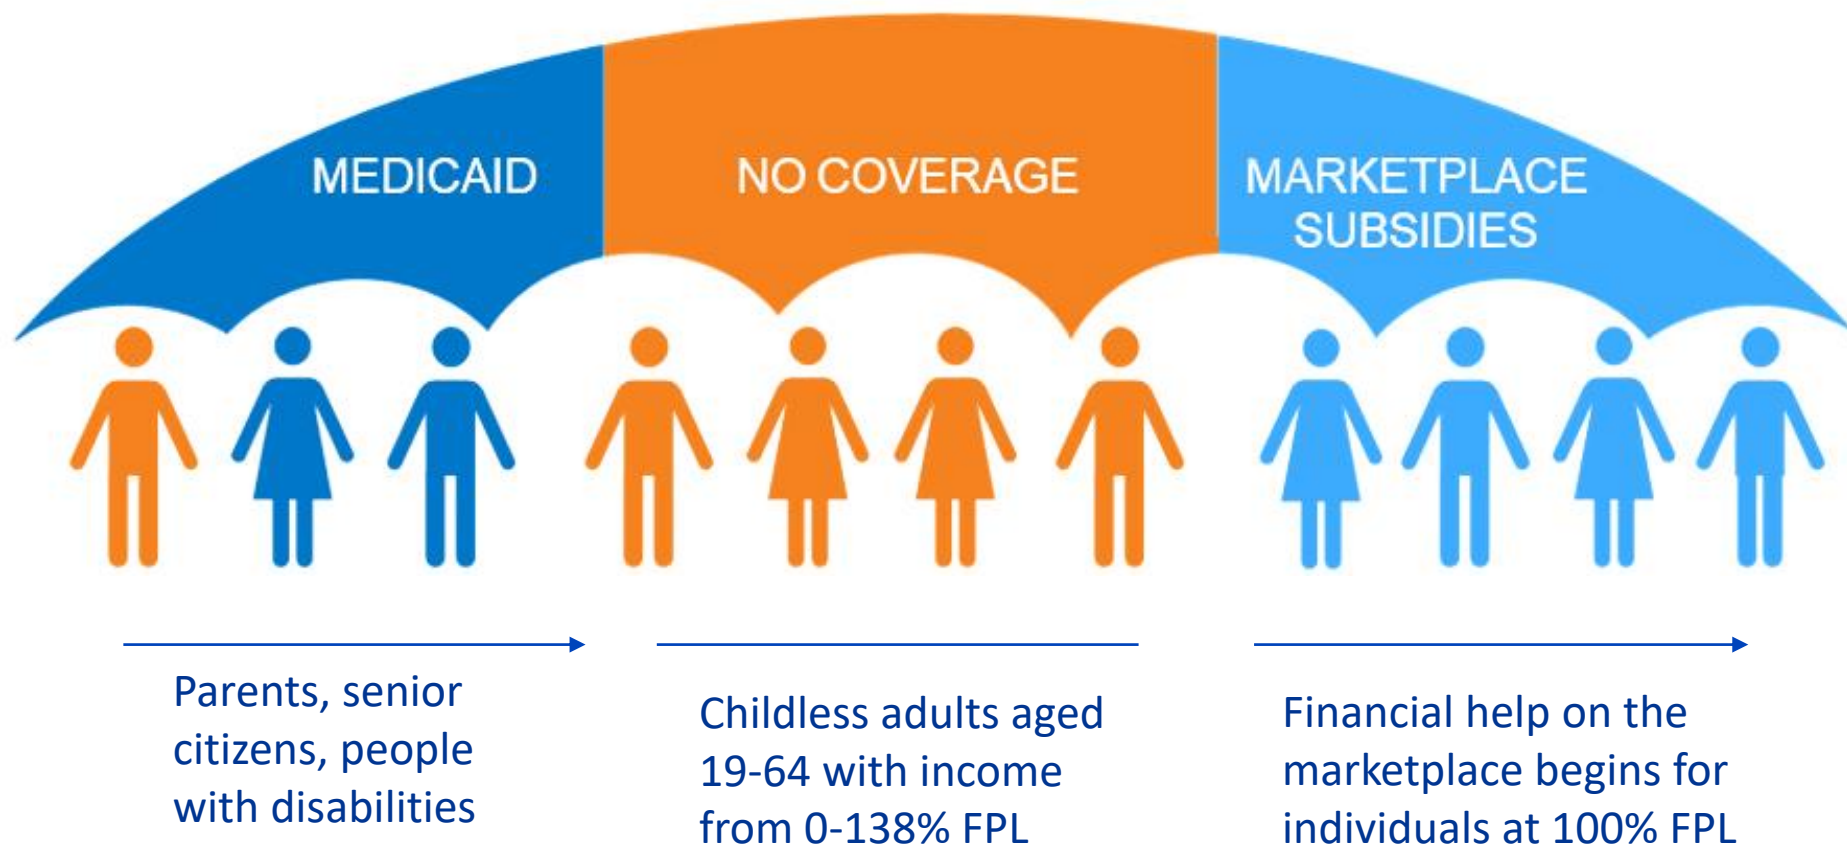 MEDICAID
NO COVERAGE
MARKETPLACE
SUBSIDIES
Parents, senior
citizens, people
with disabilities
Childless adults aged
19-64 with income
from 0-138% FPL
Financial help on the
marketplace begins for
individuals at 100% FPL